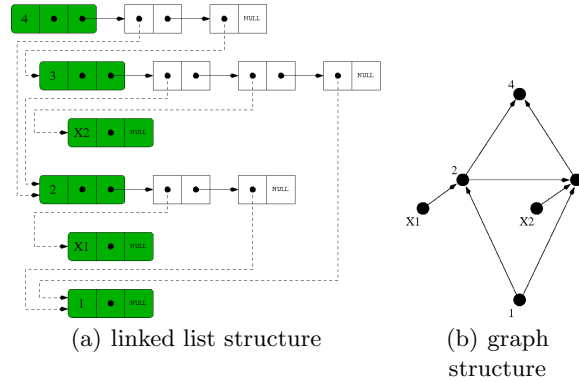 4 NULL
3 NULL
X2 NULL
2 NULL
X1 NULL
1 NULL
(a) linked list structure
4
2
X1 X2
1
(b) graph
structure